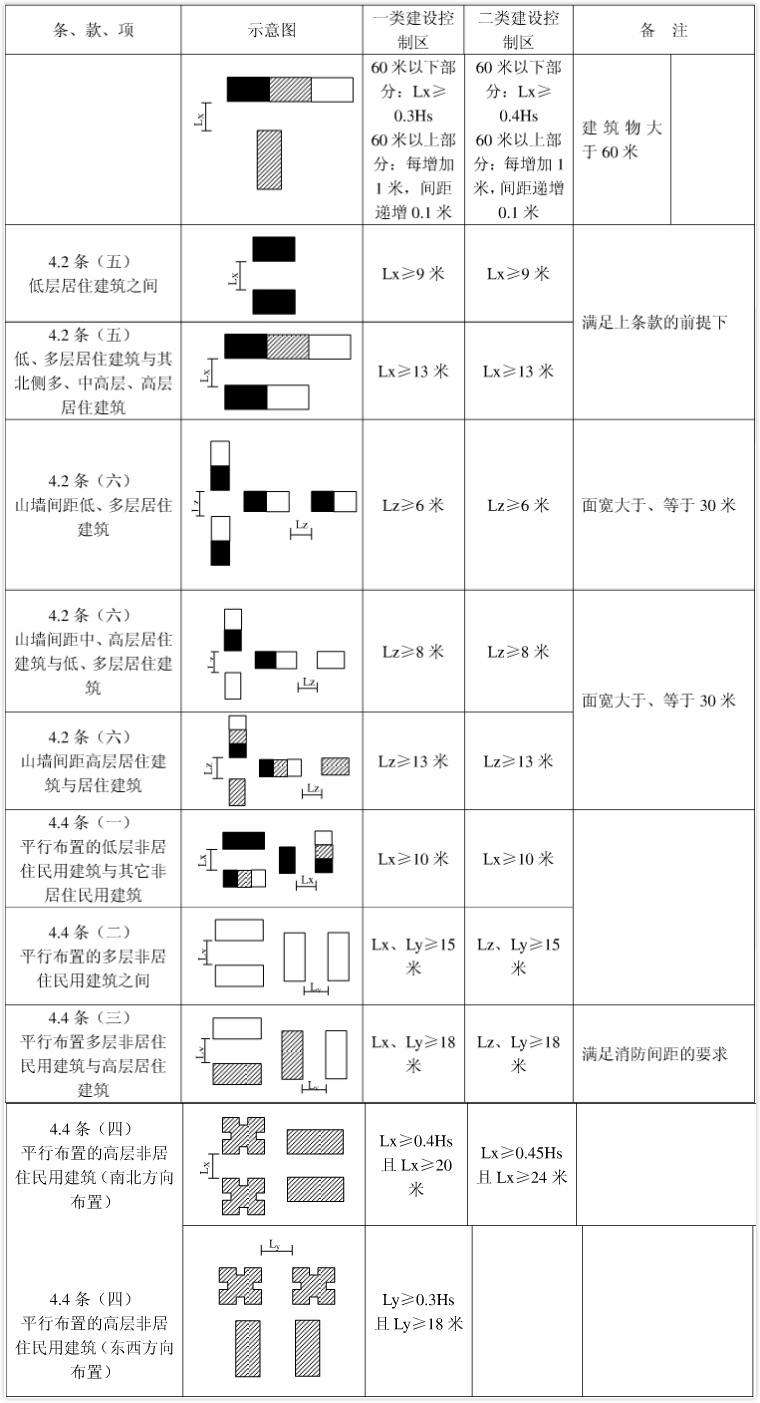 条、款、项
示意图
一类建设控
制区
二类建设控
制区
备 注
Lx
60 米以下部
分：Lx≥
0.3Hs
60 米以上部
分：每增加
1 米，间距
递增 0.1 米
60 米以下部
分：Lx≥
0.4Hs
60 米以上部
分：每增加 1
米，间距递增
0.1 米
建筑物大
于 60 米
4.2 条（五）
低层居住建筑之间
Lx
Lx≥9 米
Lx≥9 米
满足上条款的前提下
4.2 条（五）
低、多层居住建筑与其
北侧多、中高层、高层
居住建筑
Lx
Lx≥13 米
Lx≥13 米
4.2 条（六）
山墙间距低、多层居住
建筑
Lz
Lz
Lz≥6 米
Lz≥6 米
面宽大于、等于 30 米
4.2 条（六）
山墙间距中、高层居住
建筑与低、多层居住建
筑
Lz
Lz
Lz≥8 米
Lz≥8 米
面宽大于、等于 30 米
4.2 条（六）
山墙间距高层居住建
筑与居住建筑
Lz
Lz
Lz≥13 米
Lz≥13 米
4.4 条（一）
平行布置的低层非居
住民用建筑与其它非
居住民用建筑
Lx
Lx
Lx≥10 米
Lx≥10 米
4.4 条（二）
平行布置的多层非居
住民用建筑之间
Lx
Lx、Ly≥15
米
Lz、Ly≥15
米
4.4 条（三）
平行布置多层非居住
民用建筑与高层居住
建筑
Lx、Ly≥18
米
Lz、Ly≥18
米
满足消防间距的要求
4.4 条（四）
平行布置的高层非居
住民用建筑（南北方向
布置）
Lx
Lx≥0.4Hs
且 Lx≥20
米
Lx≥0.45Hs
且 Lx≥24 米
4.4 条（四）
平行布置的高层非居
住民用建筑（东西方向
布置）
Ly
Ly≥0.3Hs
且 Ly≥18 米